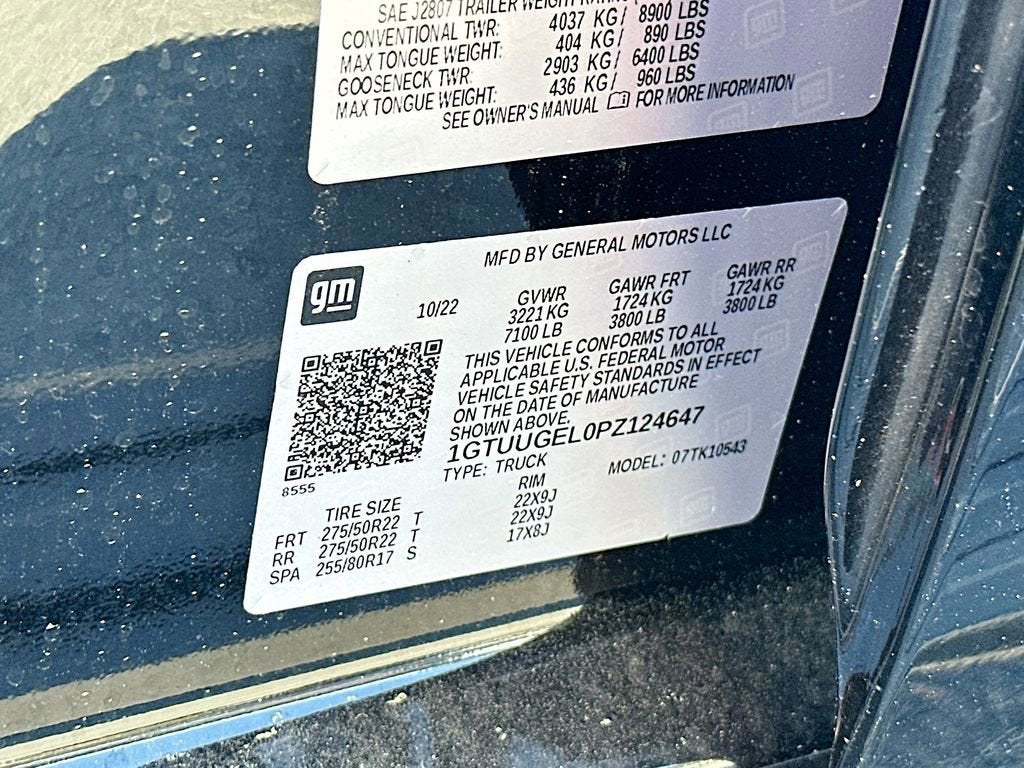 SAE J2807 TRAILER WEIGHT
CONVENTIONAL TWR: 4037 KG/ 8900 LBS
MAX TONGUE WEIGHT: 404 KG/ 890 LBS
GOOSENECK TWR: 2903 KG/ 6400 LBS
MAX TONGUE WEIGHT: 436 KG/ 960 LBS
SEE OWNER'S MANUAL FOR MORE INFORMATION
MFD BY GENERAL MOTORS LLC
gm
10/22
GVWR GAWR FRT GAWR RR
3221 KG 1724 KG 1724 KG
7100 LB 3800 LB 3800 LB
THIS VEHICLE CONFORMS TO ALL
APPLICABLE U.S. FEDERAL MOTOR
VEHICLE SAFETY STANDARDS IN EFFECT
ON THE DATE OF MANUFACTURE
SHOWN ABOVE.
1GTUUGEL0PZ124647
TYPE: TRUCK MODEL: 07TK10543
8555
TIRE SIZE RIM
FRT 275/50R22 T 22X9J
RR 275/50R22 T 22X9J
SPA 255/80R17 S 17X8J